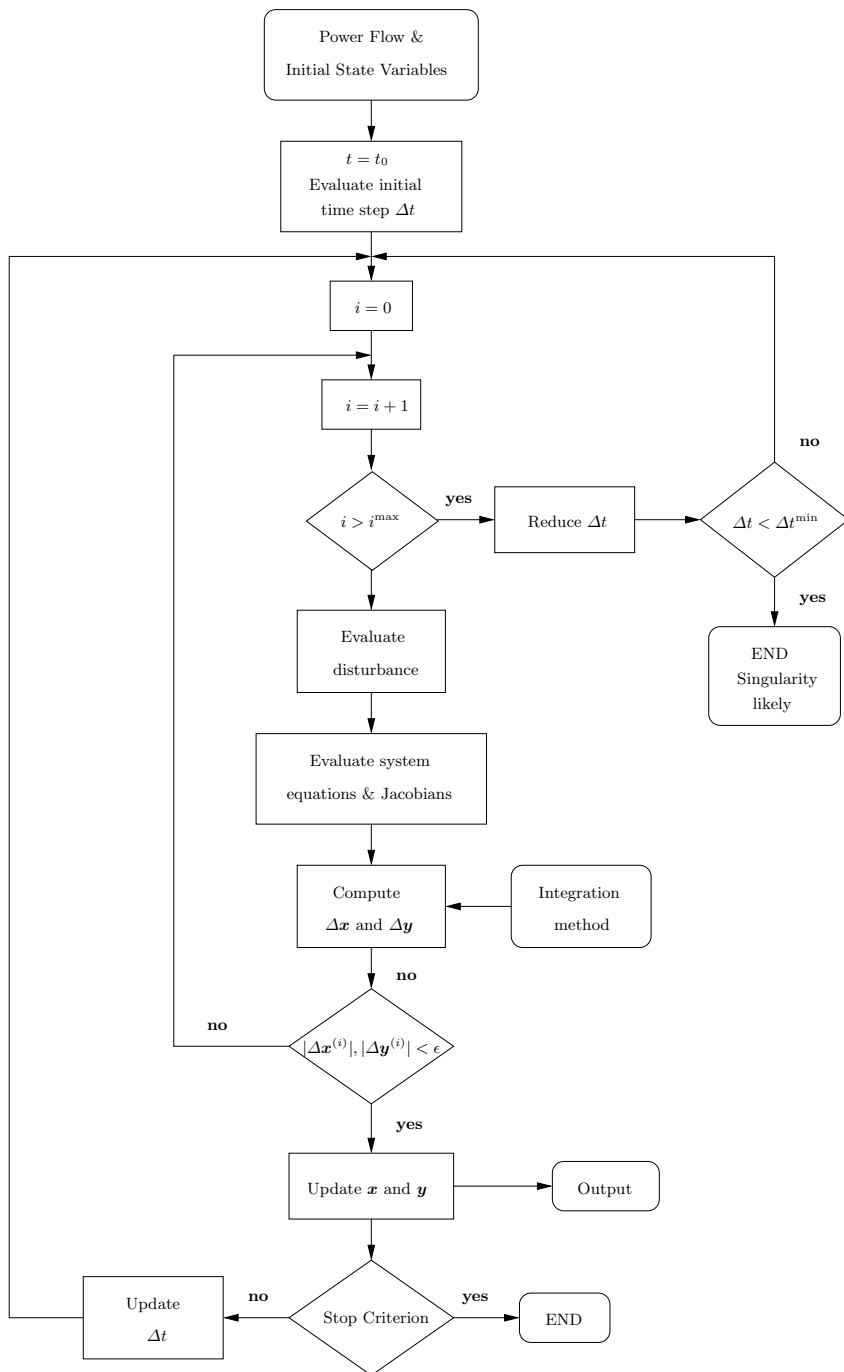 Power Flow &
Initial State Variables
t = t₀
Evaluate initial
time step Δt
i = 0
i = i + 1
no
yes
i > i^max
Reduce Δt
Δt < Δt^min
yes
Evaluate
disturbance
END
Singularity
likely
Evaluate system
equations & Jacobians
Compute
Δx and Δy
Integration
method
no
no
|Δx⁽ⁱ⁾|, |Δy⁽ⁱ⁾| < ϵ
yes
Update x and y
Output
no
yes
Update
Δt
Stop Criterion
END